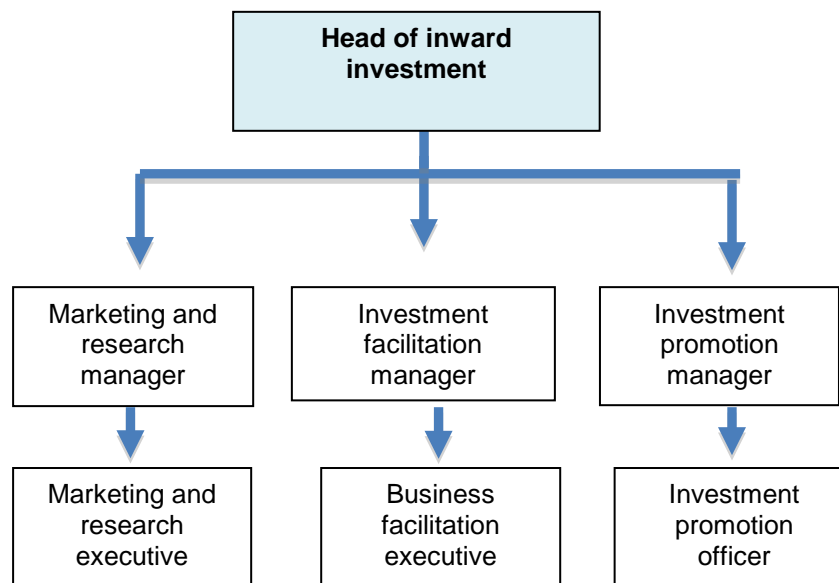 Head of inward
investment
Marketing and
research
manager
Investment
facilitation
manager
Investment
promotion
manager
Marketing and
research
executive
Business
facilitation
executive
Investment
promotion
officer